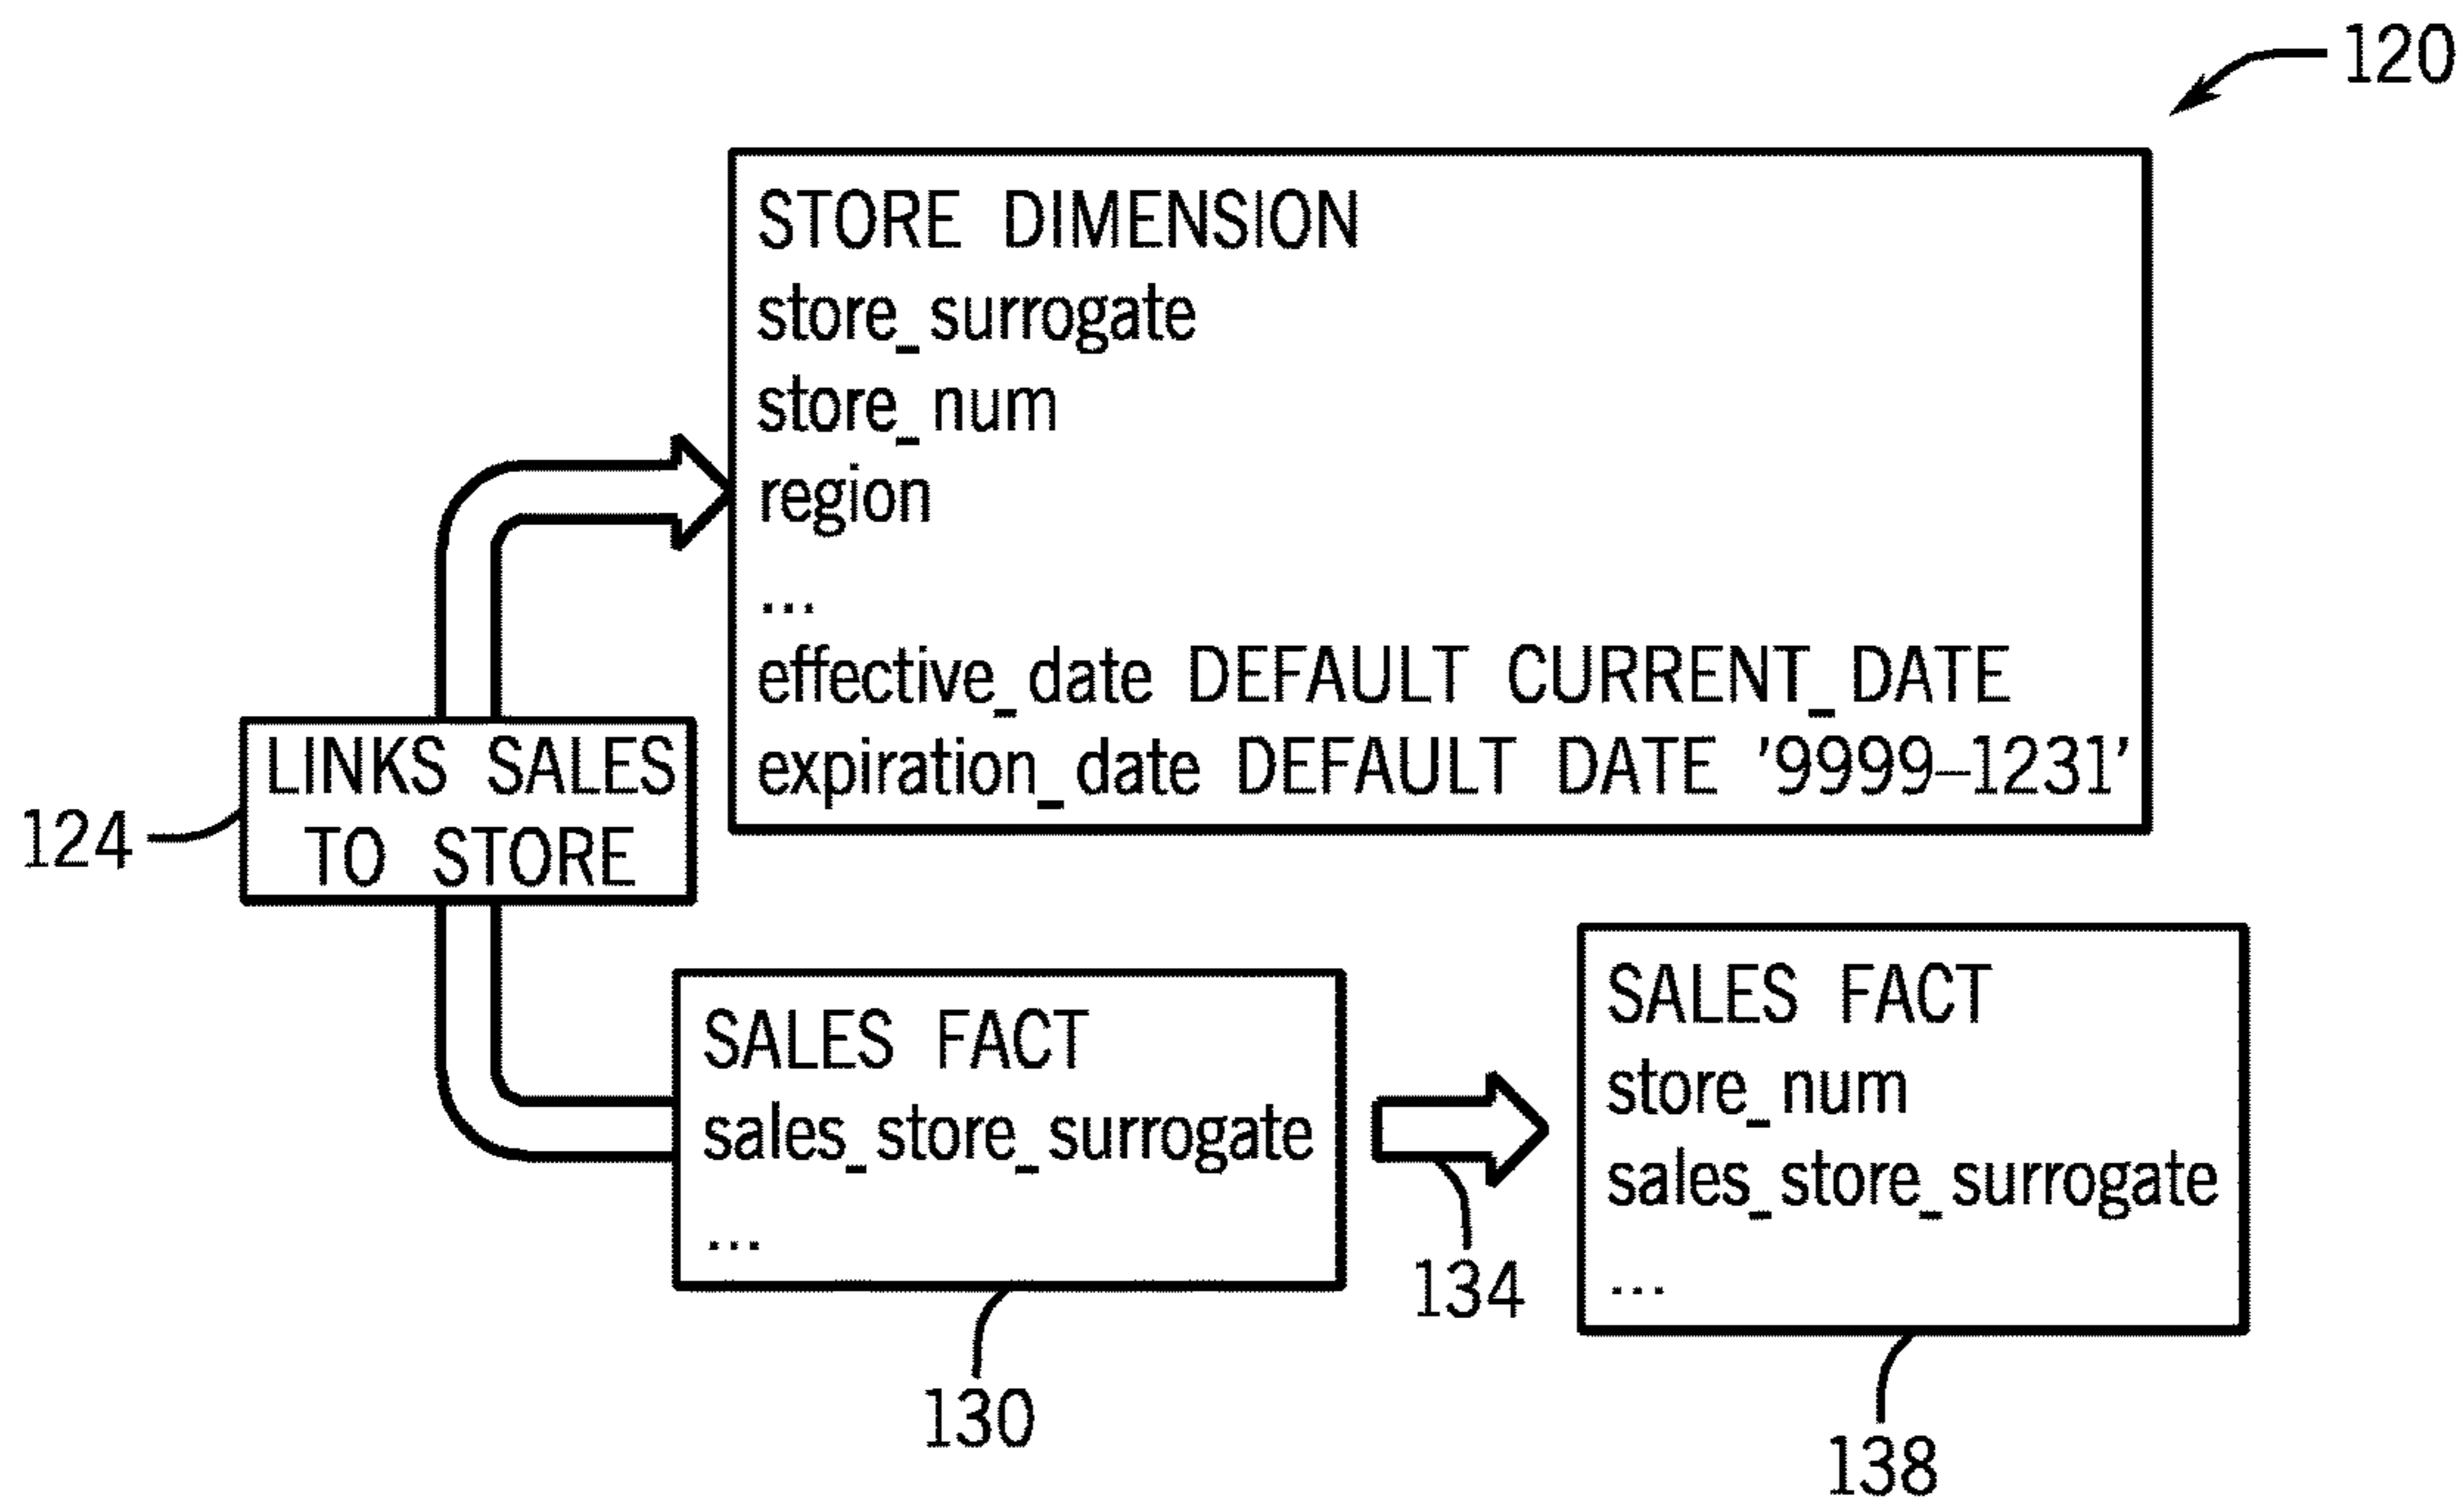 120
STORE DIMENSION
store_surrogate
store_num
region
...
effective_date DEFAULT CURRENT_DATE
expiration_date DEFAULT DATE '9999–1231'
LINKS SALES
TO STORE
124
SALES FACT
sales_store_surrogate
...
130
134
SALES FACT
store_num
sales_store_surrogate
...
138